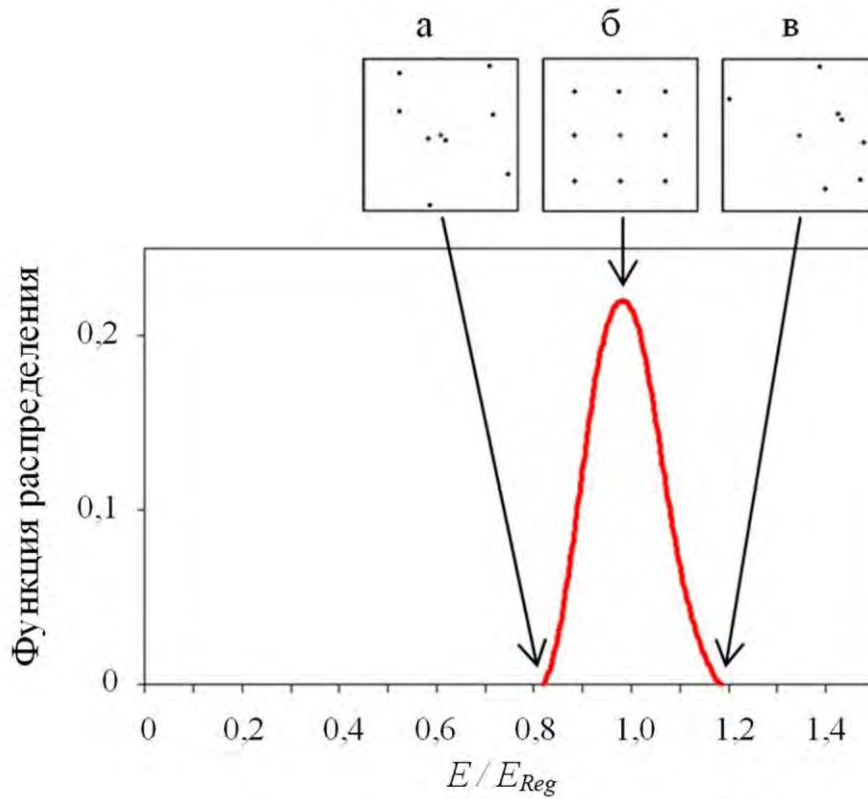 а б в
Функция распределения
0,2
0,1
0
0 0,2 0,4 0,6 0,8 1,0 1,2 1,4
E / E_Reg